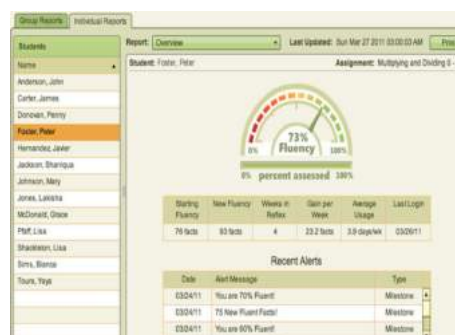 Group Reports Individual Reports
Students
Name
Anderson, John
Carter, James
Donovan, Penny
Foster, Peter
Hernandez, Javier
Jackson, Shaniqua
Johnson, Mary
Jones, Lakisha
McDonald, Grace
Pfaff, Lisa
Shackleton, Lisa
Sims, Bianca
Tours, Yaya
Report: Overview Last Updated: Sun Mar 27 2011 03:00:03 AM
Student: Foster, Peter Assignment: Multiplying and Dividing 0 -
73%
0% Fluency 100%
0% percent assessed 100%
Starting Fluency New Fluency Weeks in Reflex Gain per Week Average Usage Last Login
76 facts 93 facts 4 23.2 facts 3.9 days/wk 03/26/11
Recent Alerts
Date Alert Message Type
03/24/11 You are 70% Fluent! Milestone
03/24/11 75 New Fluent Facts! Milestone
03/24/11 You are 60% Fluent! Milestone